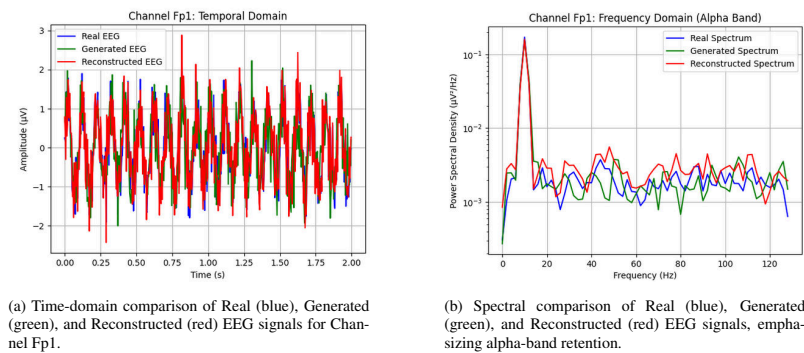 Channel Fp1: Temporal Domain
Real EEG
Generated EEG
Reconstructed EEG
Amplitude (μV)
3
2
1
0
−1
−2
0.00 0.25 0.50 0.75 1.00 1.25 1.50 1.75 2.00
Time (s)
Channel Fp1: Frequency Domain (Alpha Band)
Real Spectrum
Generated Spectrum
Reconstructed Spectrum
Power Spectral Density (μV²/Hz)
10⁻¹
10⁻²
10⁻³
0 20 40 60 80 100 120
Frequency (Hz)
(a) Time-domain comparison of Real (blue), Generated
(green), and Reconstructed (red) EEG signals for Chan-
nel Fp1.
(b) Spectral comparison of Real (blue), Generated
(green), and Reconstructed (red) EEG signals, empha-
sizing alpha-band retention.